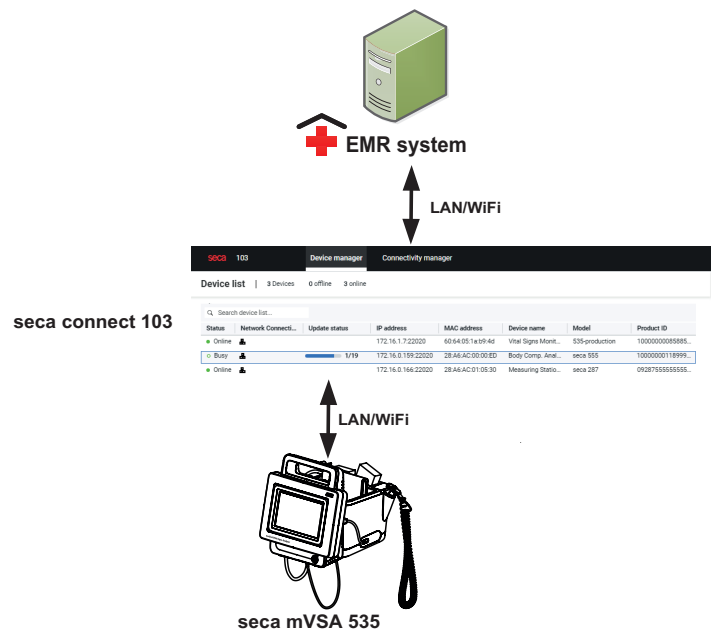 EMR system
LAN/WiFi
seca 103 Device manager Connectivity manager
Device list | 3 Devices 0 offline 3 online
Search device list...
seca connect 103
Status Network Connecti... Update status IP address MAC address Device name Model Product ID
Online 172.16.1.7:22020 60:64:05:1a:b9:4d Vital Signs Monit... 535-production 10000000085885...
Busy 1/19 172.16.0.159:22020 28:A6:AC:00:00:ED Body Comp. Anal... seca 555 10000000118999...
Online 172.16.0.166:22020 28:A6:AC:01:05:30 Measuring Statio... seca 287 09287555555555...
LAN/WiFi
seca mVSA 535